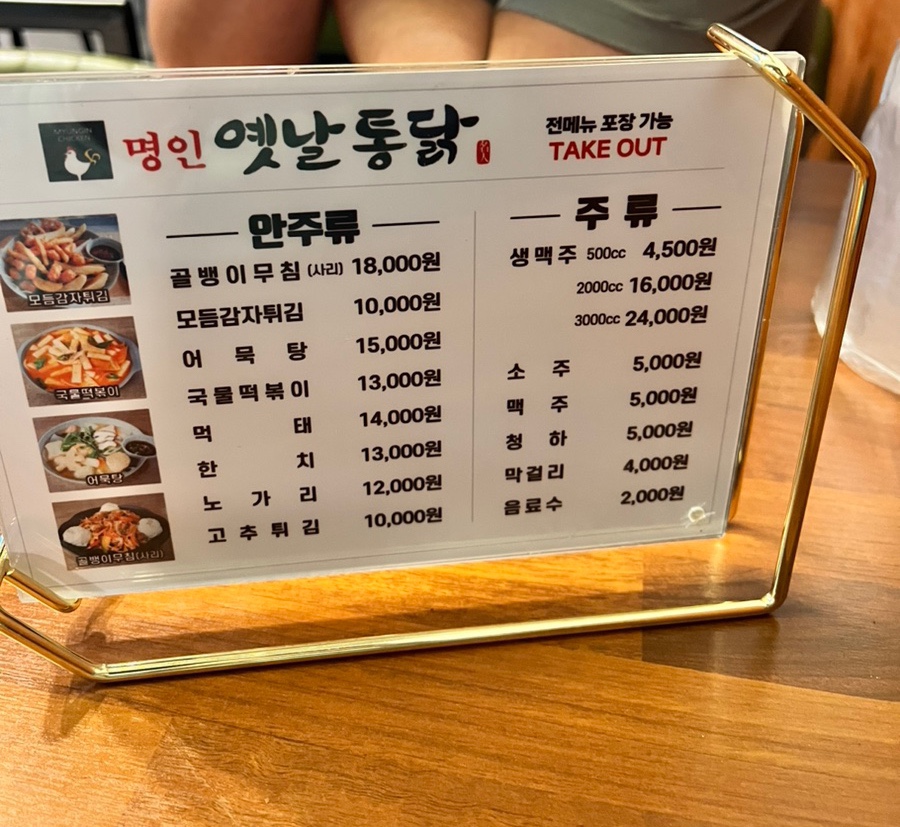 MYUNGIN
CHICKEN
명인 옛날통닭
名人
전메뉴 포장 가능
TAKE OUT
모듬감자튀김
국물떡볶이
어묵탕
골뱅이무침(사리)
안주류
골뱅이무침 (사리) 18,000원
모듬감자튀김 10,000원
어묵탕 15,000원
국물떡볶이 13,000원
먹태 14,000원
한치 13,000원
노가리 12,000원
고추튀김 10,000원
주류
생맥주 500cc 4,500원
2000cc 16,000원
3000cc 24,000원
소주 5,000원
맥주 5,000원
청하 5,000원
막걸리 4,000원
음료수 2,000원